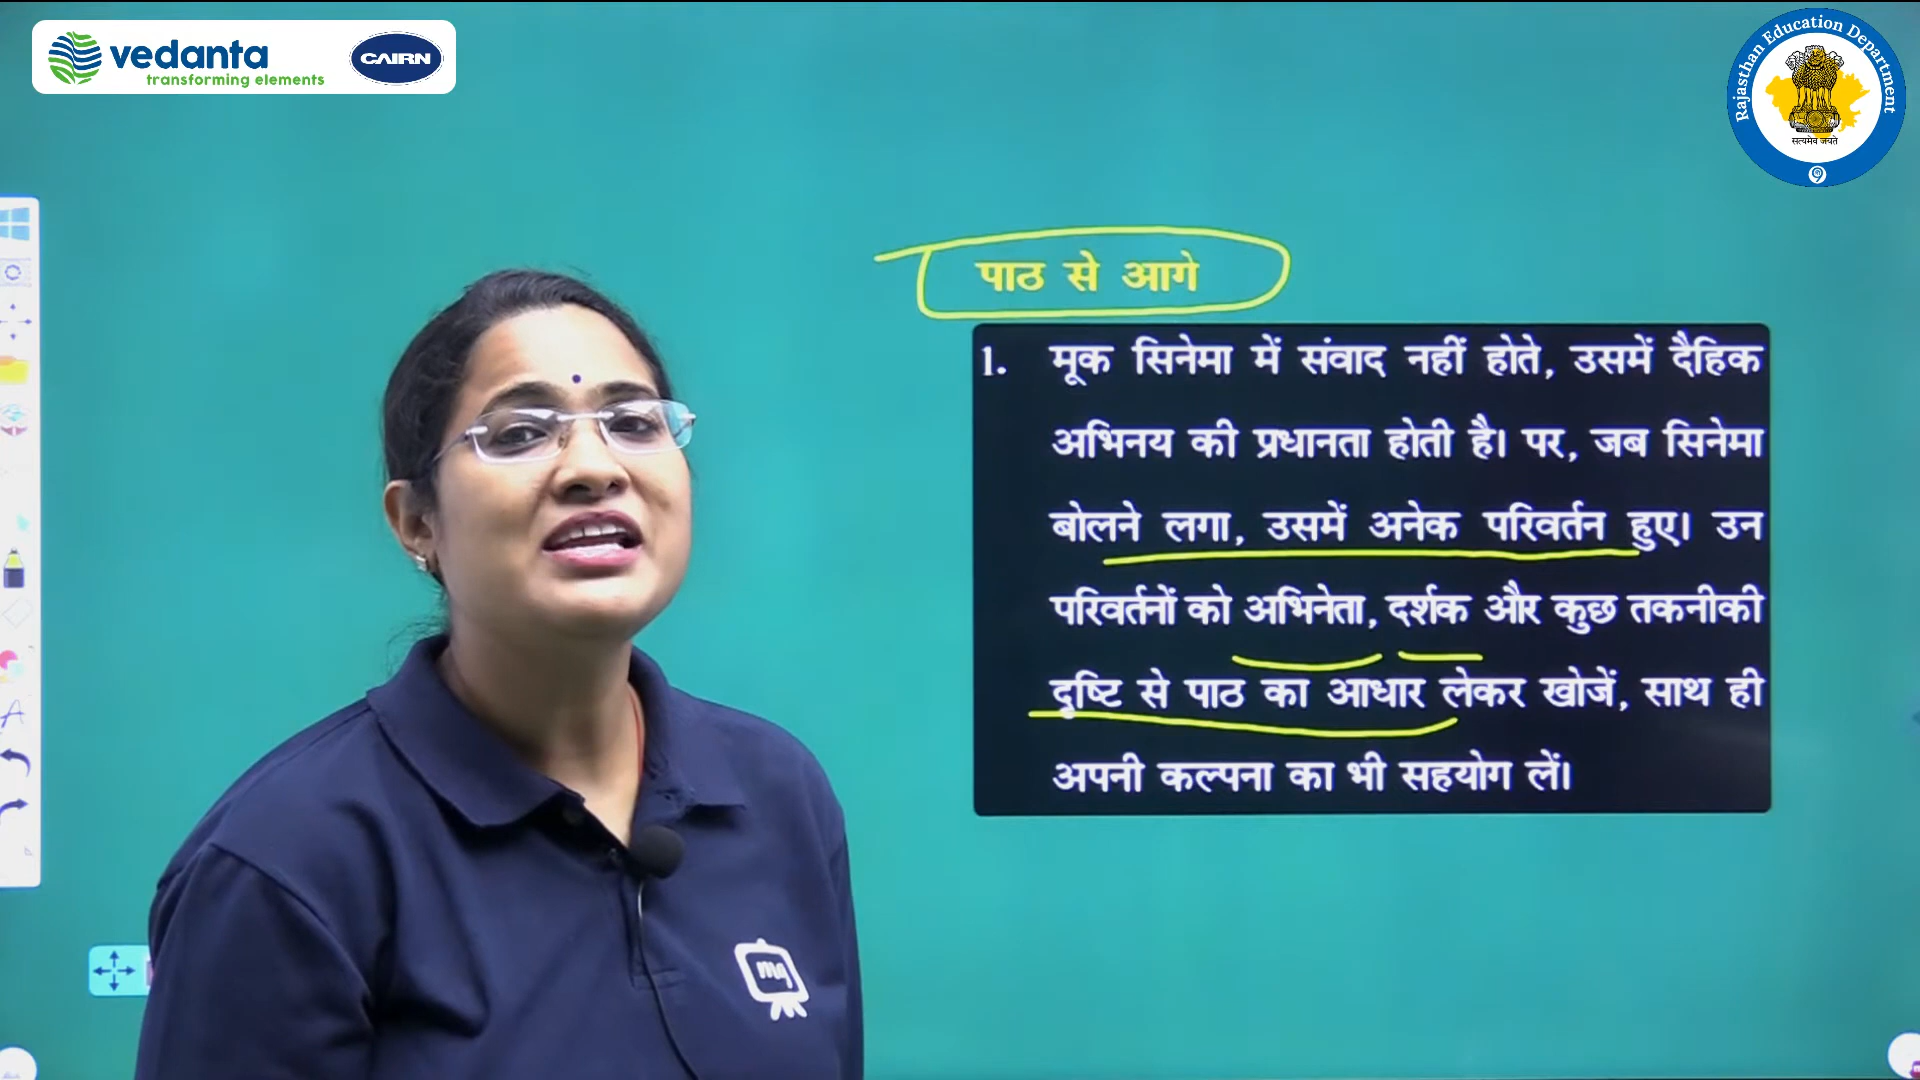 vedanta
transforming elements
CAIRN
Rajasthan Education Department
सत्यमेव जयते
पाठ से आगे
1. मूक सिनेमा में संवाद नहीं होते, उसमें दैहिक
अभिनय की प्रधानता होती है। पर, जब सिनेमा
बोलने लगा, उसमें अनेक परिवर्तन हुए। उन
परिवर्तनों को अभिनेता, दर्शक और कुछ तकनीकी
दृष्टि से पाठ का आधार लेकर खोजें, साथ ही
अपनी कल्पना का भी सहयोग लें।
mq